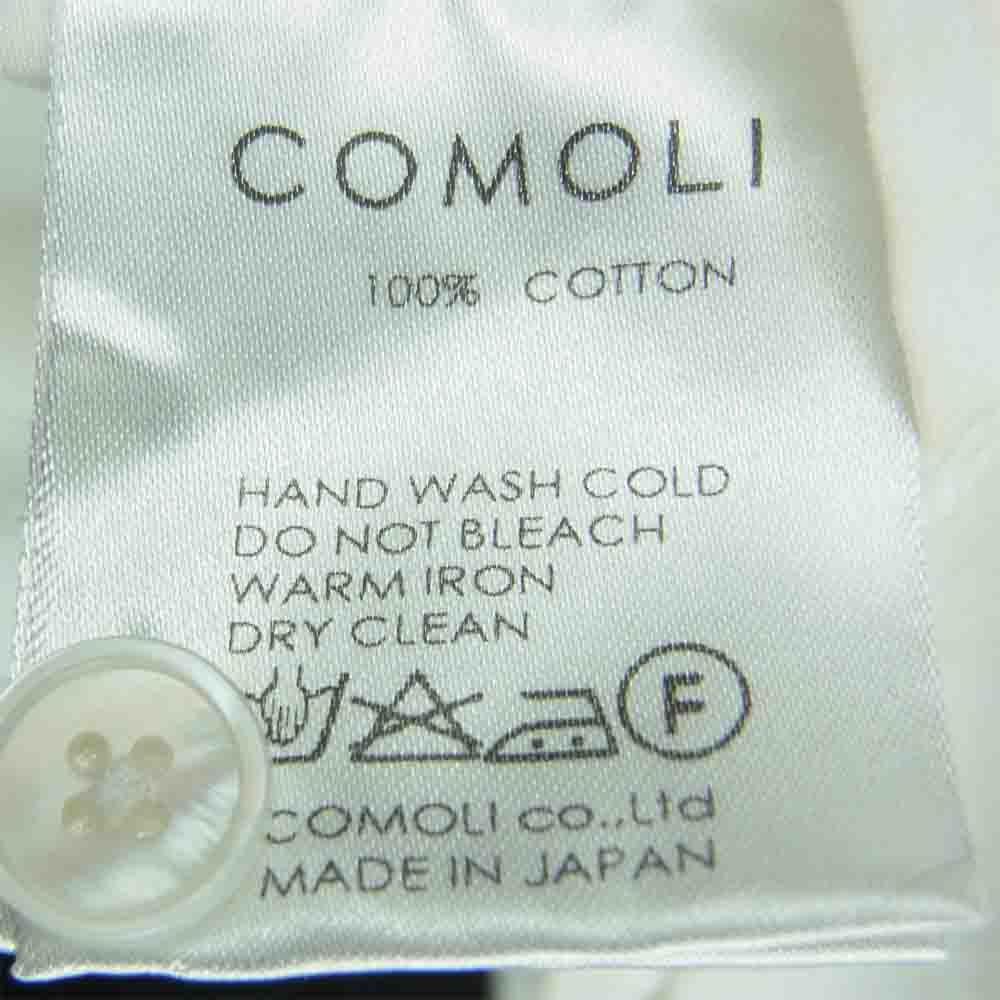 COMOLI
100% COTTON
HAND WASH COLD
DO NOT BLEACH
WARM IRON
DRY CLEAN
F
COMOLI co.,Ltd
MADE IN JAPAN